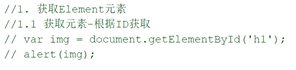 //1. 获取Element元素
//1.1 获取元素-根据ID获取
// var img = document.getElementById('h1');
// alert(img);